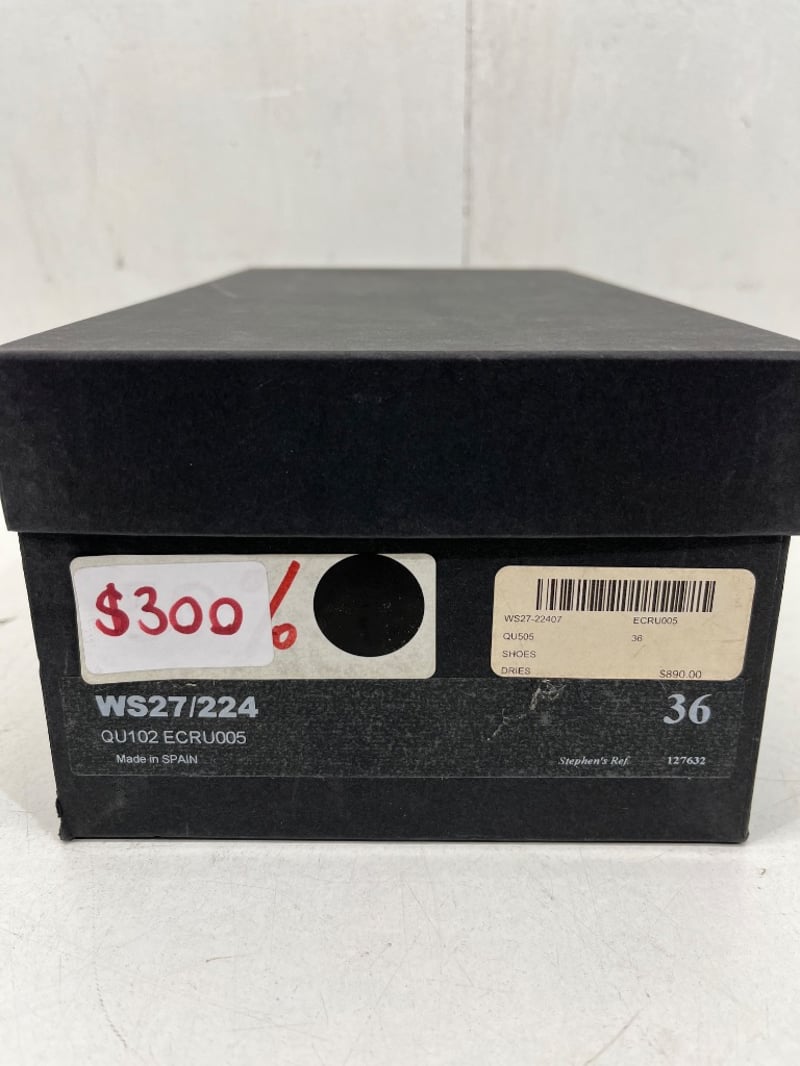 $300 %
WS27-22407 ECRU005
QU505 36
SHOES
DRIES $890.00
WS27/224 36
QU102 ECRU005
Made in SPAIN Stephen's Ref. 127632